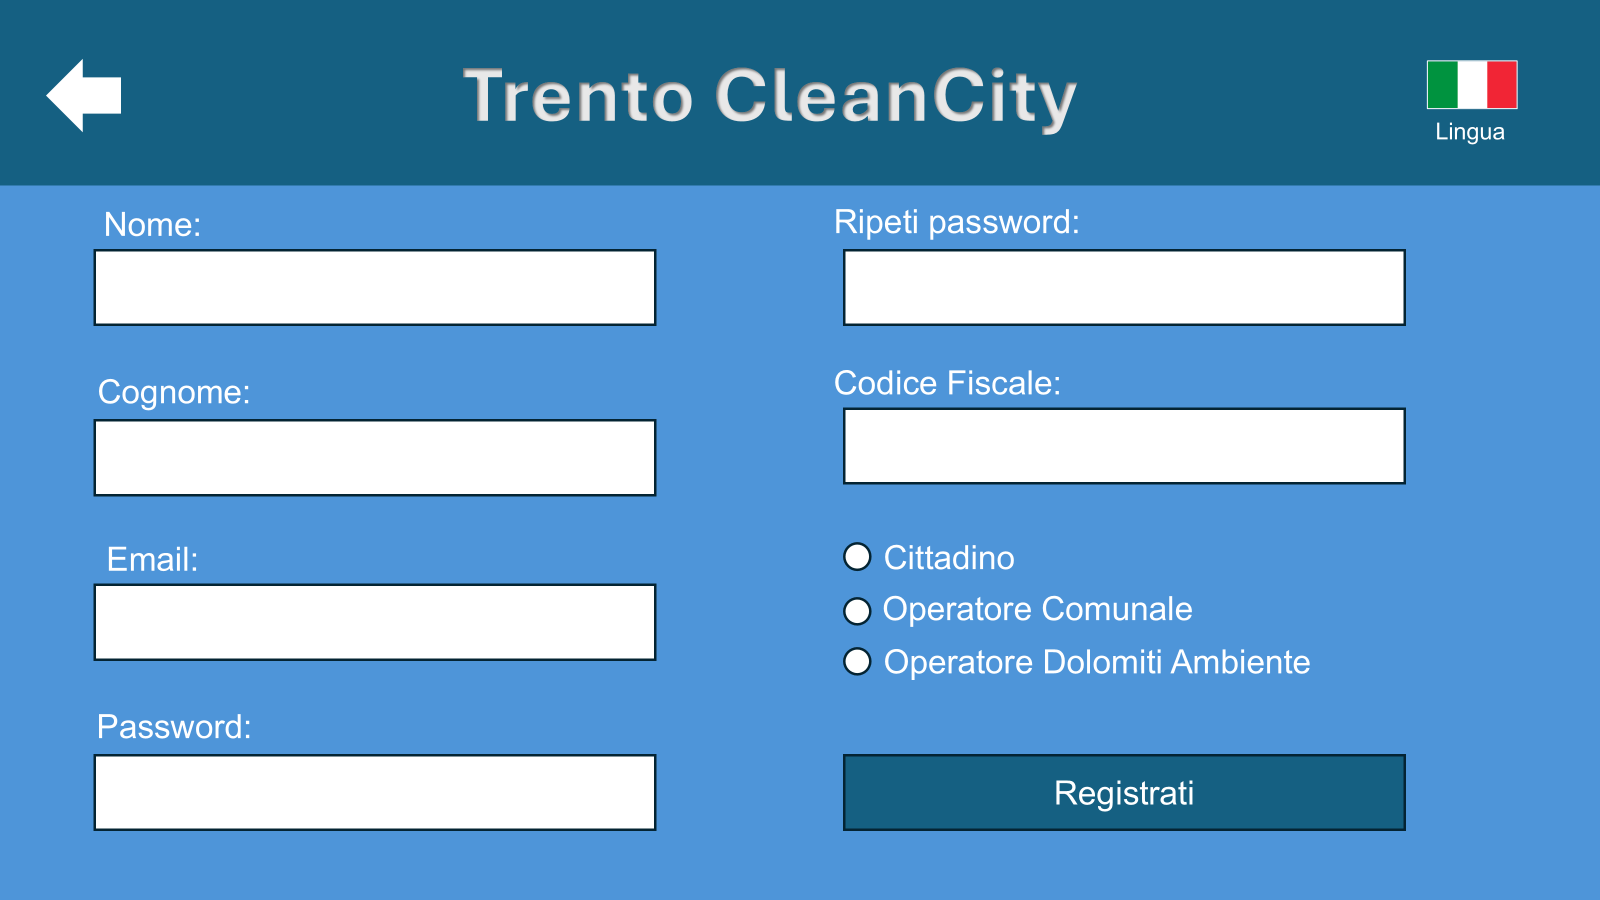 Trento CleanCity
Lingua
Nome:
Cognome:
Email:
Password:
Ripeti password:
Codice Fiscale:
Cittadino
Operatore Comunale
Operatore Dolomiti Ambiente
Registrati